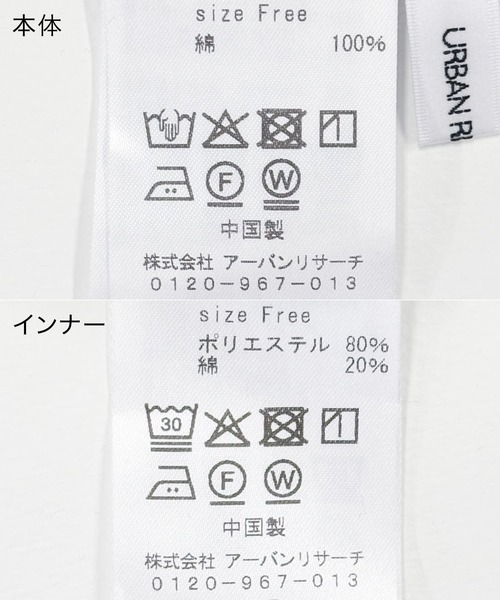 本体
size Free
綿 100%
URBAN RE
F W
中国製
株式会社 アーバンリサーチ
0120-967-013
インナー
size Free
ポリエステル 80%
綿 20%
30
F W
中国製
株式会社 アーバンリサーチ
0120-967-013